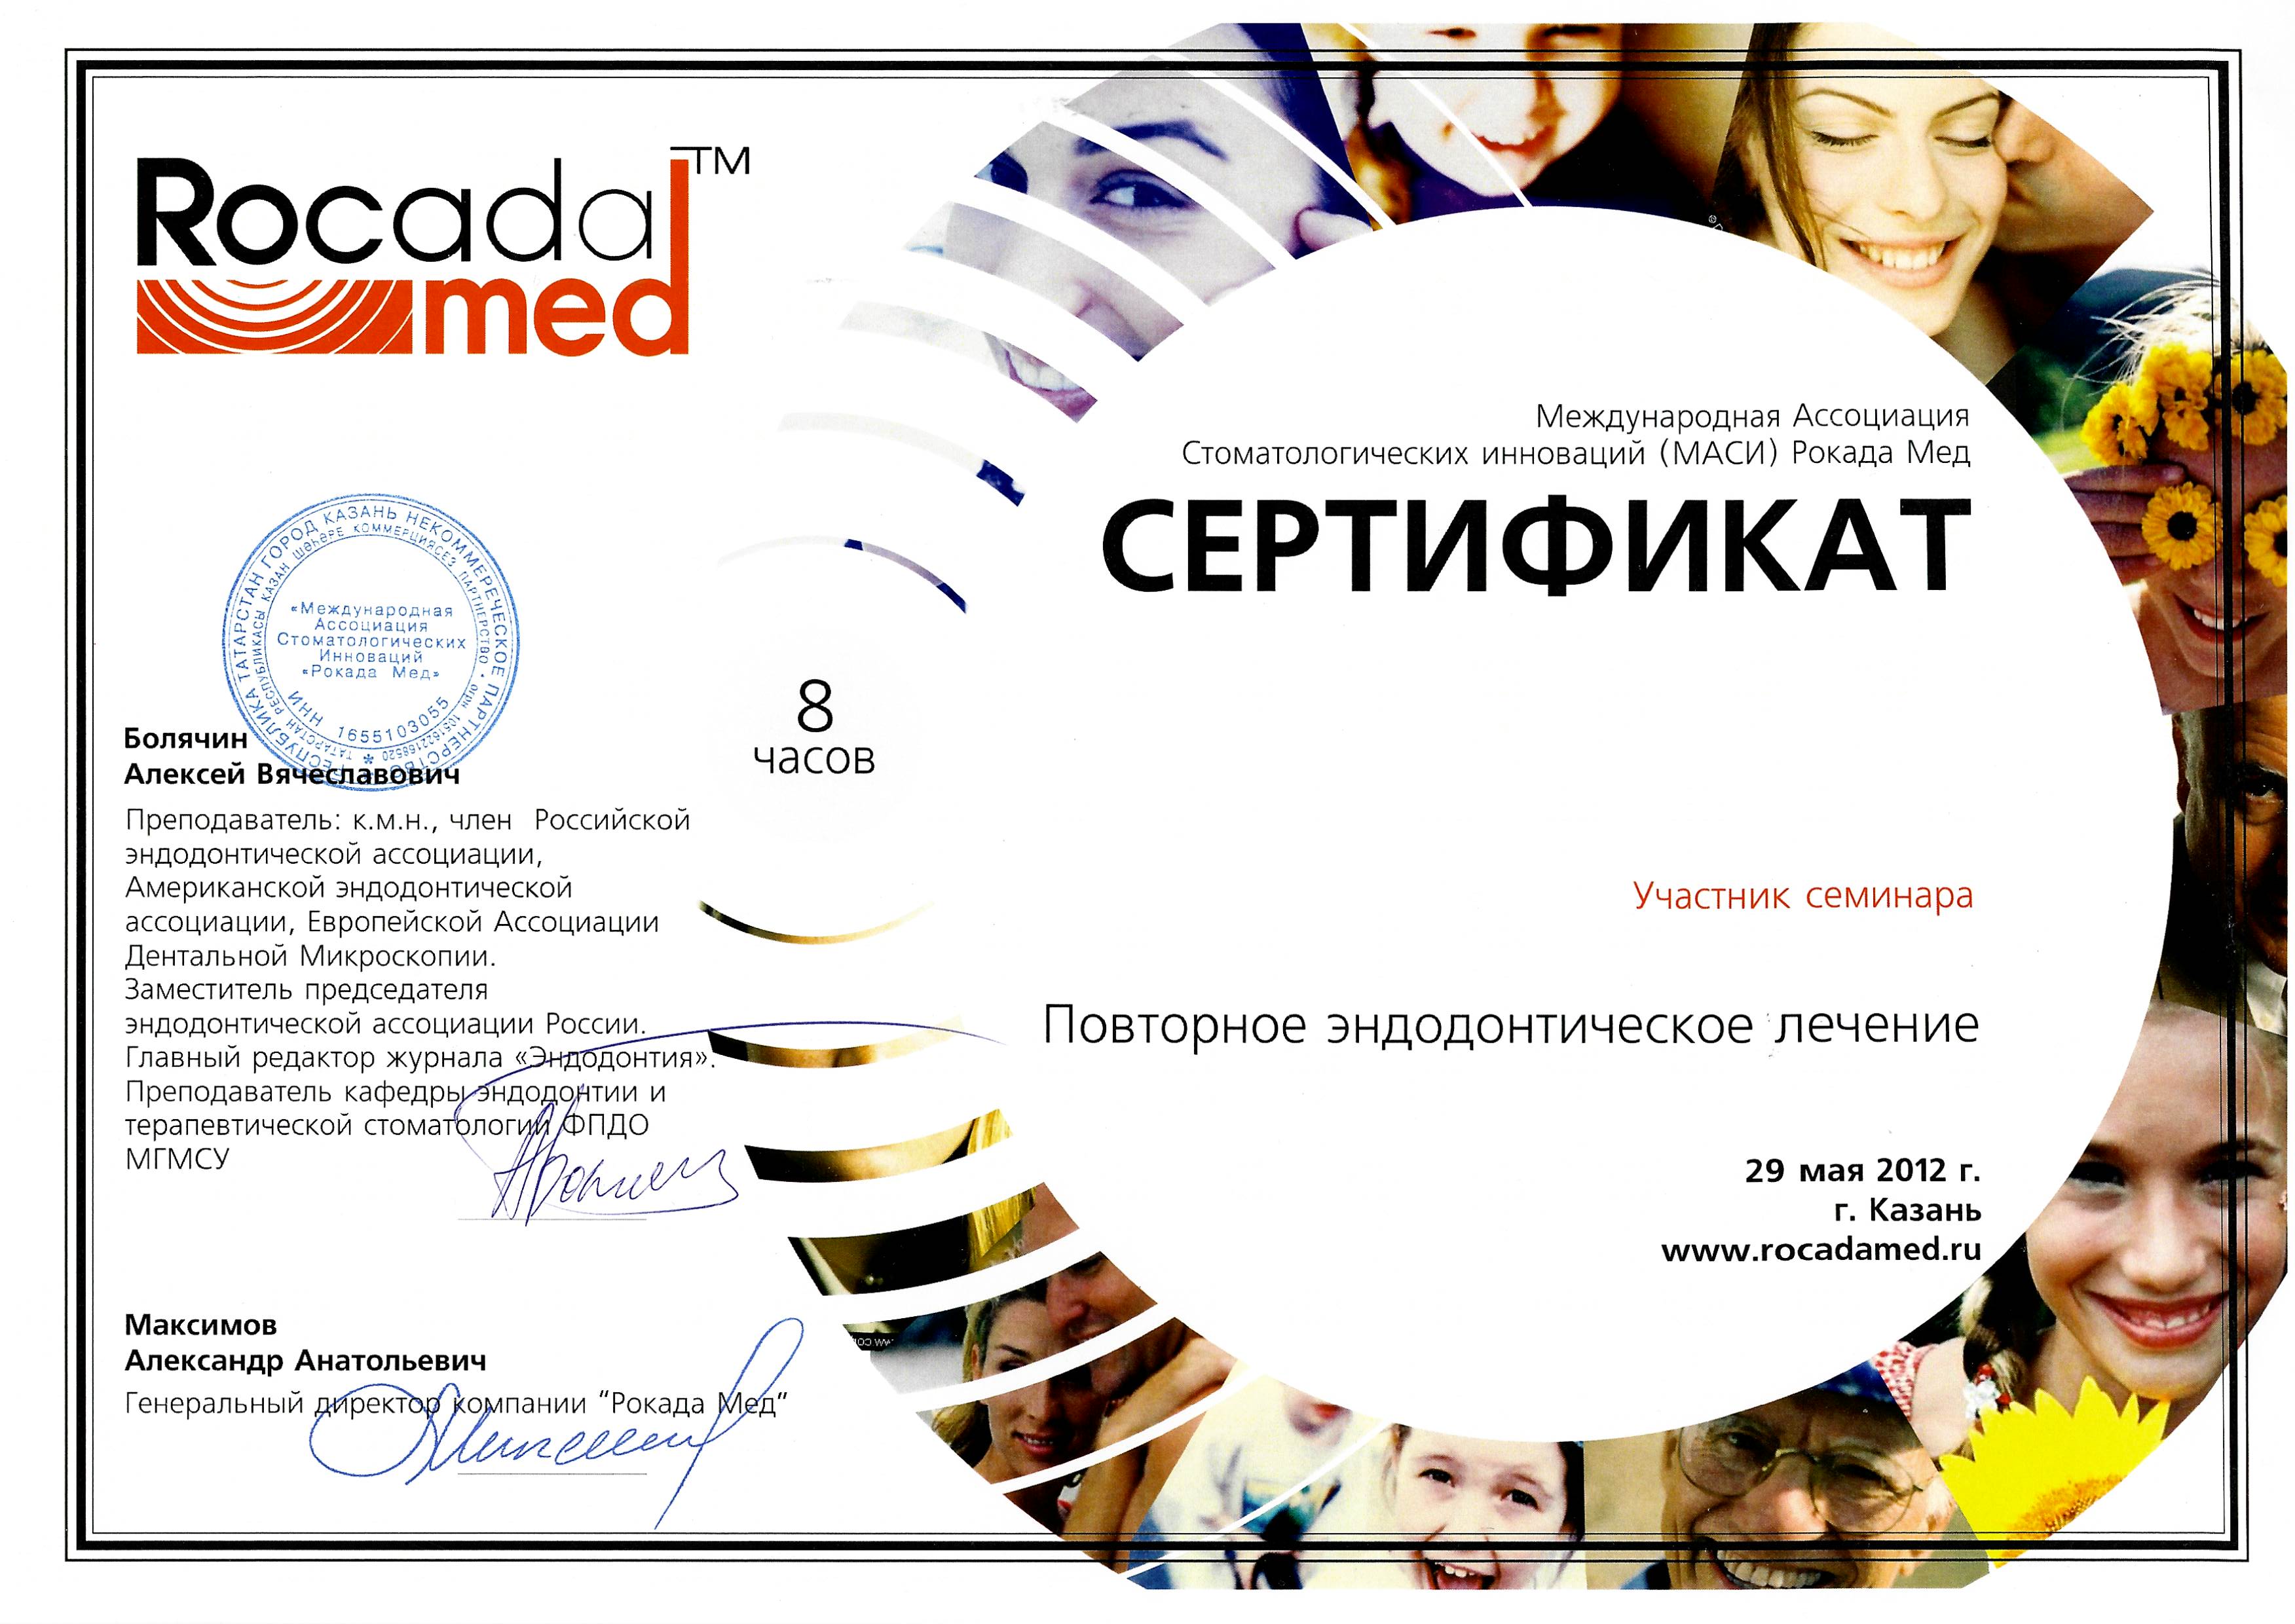 Rocada™
med
Международная Ассоциация
Стоматологических инноваций (МАСИ) Рокада Мед
СЕРТИФИКАТ
РЕСПУБЛИКА ТАТАРСТАН ГОРОД КАЗАНЬ НЕКОММЕРЧЕСКОЕ ПАРТНЕРСТВО
ТАТАРСТАН РЕСПУБЛИКАСЫ КАЗАН ШӘҺӘРЕ КОММЕРЦИЯСЕЗ ПАРТНЕРСТВО
«Международная
Ассоциация
Стоматологических
Инноваций
«Рокада Мед»
ИНН 1655103055
8
часов
Болячин
Алексей Вячеславович
Преподаватель: к.м.н., член Российской
эндодонтической ассоциации,
Американской эндодонтической
ассоциации, Европейской Ассоциации
Дентальной Микроскопии.
Заместитель председателя
эндодонтической ассоциации России.
Главный редактор журнала «Эндодонтия».
Преподаватель кафедры эндодонтии и
терапевтической стоматологии ФПДО
МГМСУ
Участник семинара
Повторное эндодонтическое лечение
29 мая 2012 г.
г. Казань
www.rocadamed.ru
Максимов
Александр Анатольевич
Генеральный директор компании “Рокада Мед”